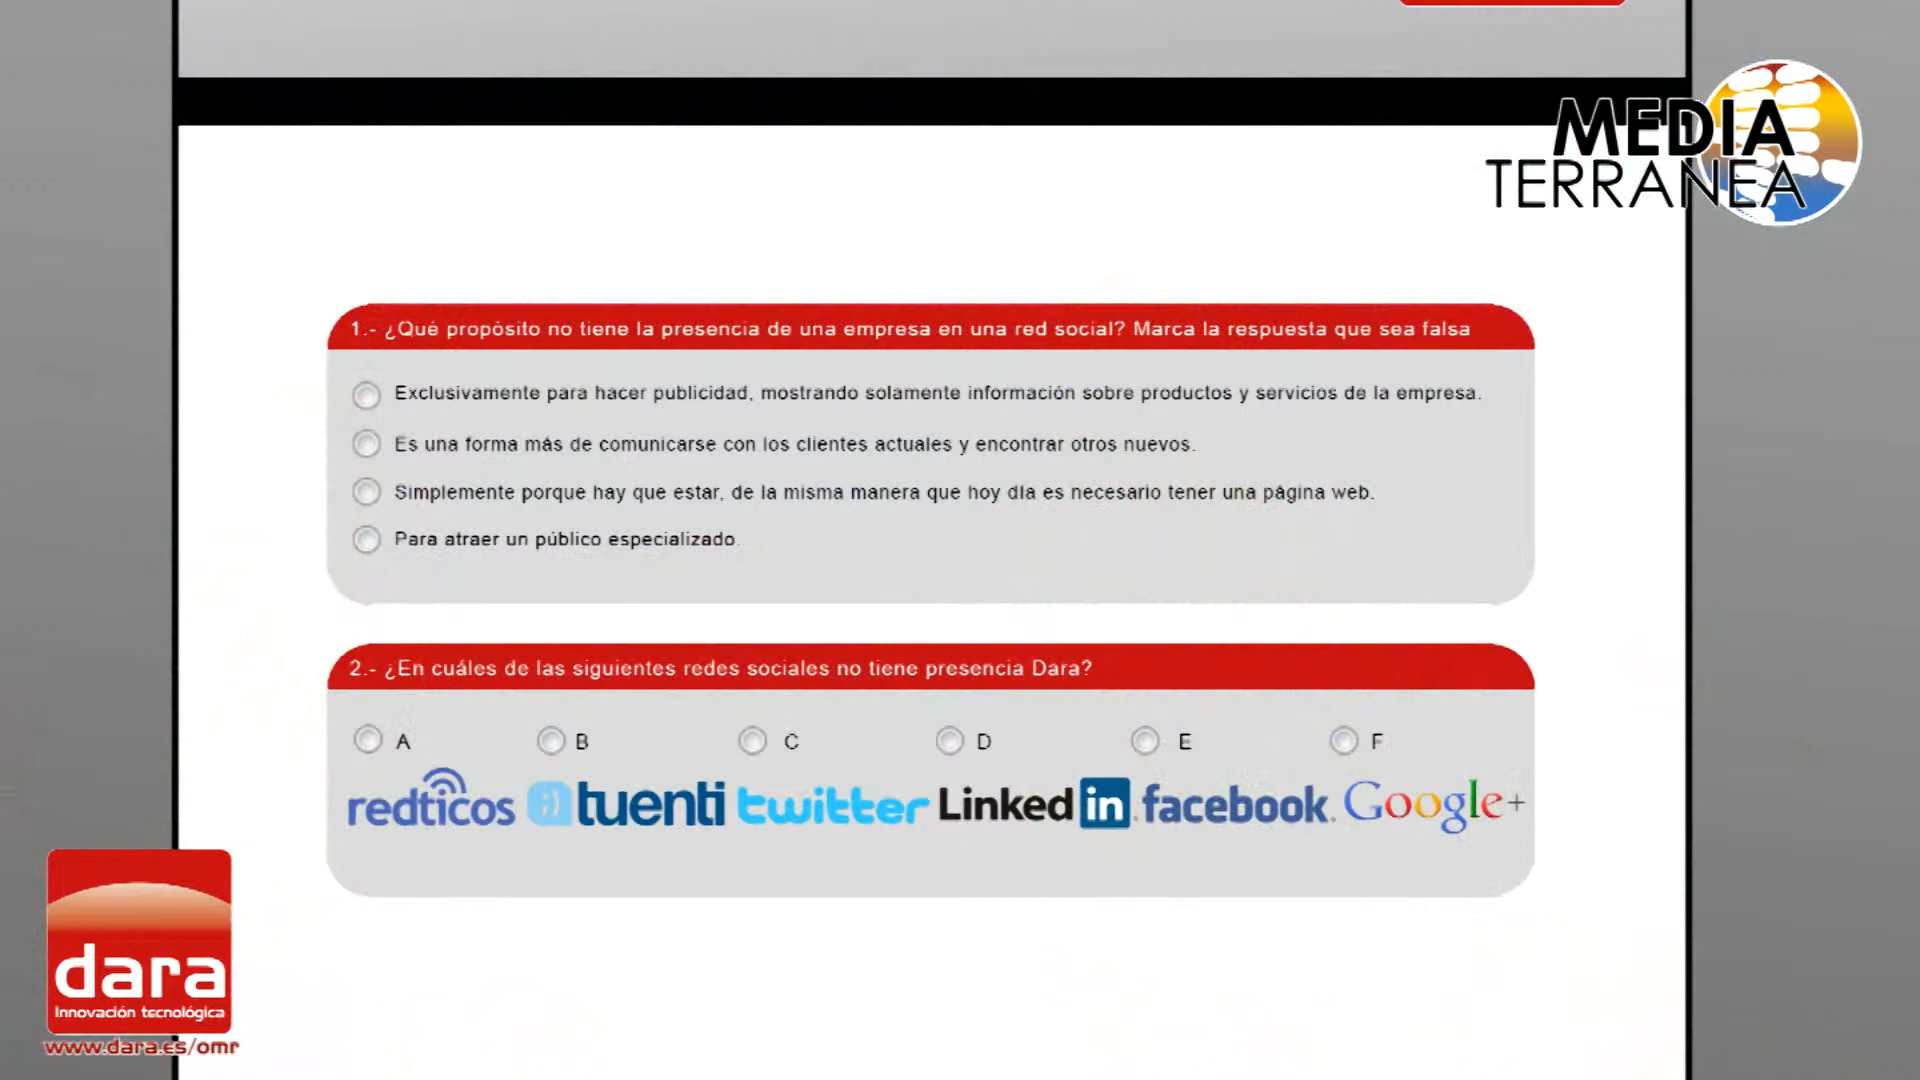 MEDIA
TERRANEA
1.- ¿Qué propósito no tiene la presencia de una empresa en una red social? Marca la respuesta que sea falsa
Exclusivamente para hacer publicidad, mostrando solamente información sobre productos y servicios de la empresa.
Es una forma más de comunicarse con los clientes actuales y encontrar otros nuevos.
Simplemente porque hay que estar, de la misma manera que hoy día es necesario tener una página web.
Para atraer un público especializado.
2.- ¿En cuáles de las siguientes redes sociales no tiene presencia Dara?
A B C D E F
redticos tuenti twitter Linked in facebook. Google+
dara
Innovación tecnológica
www.dara.es/omr